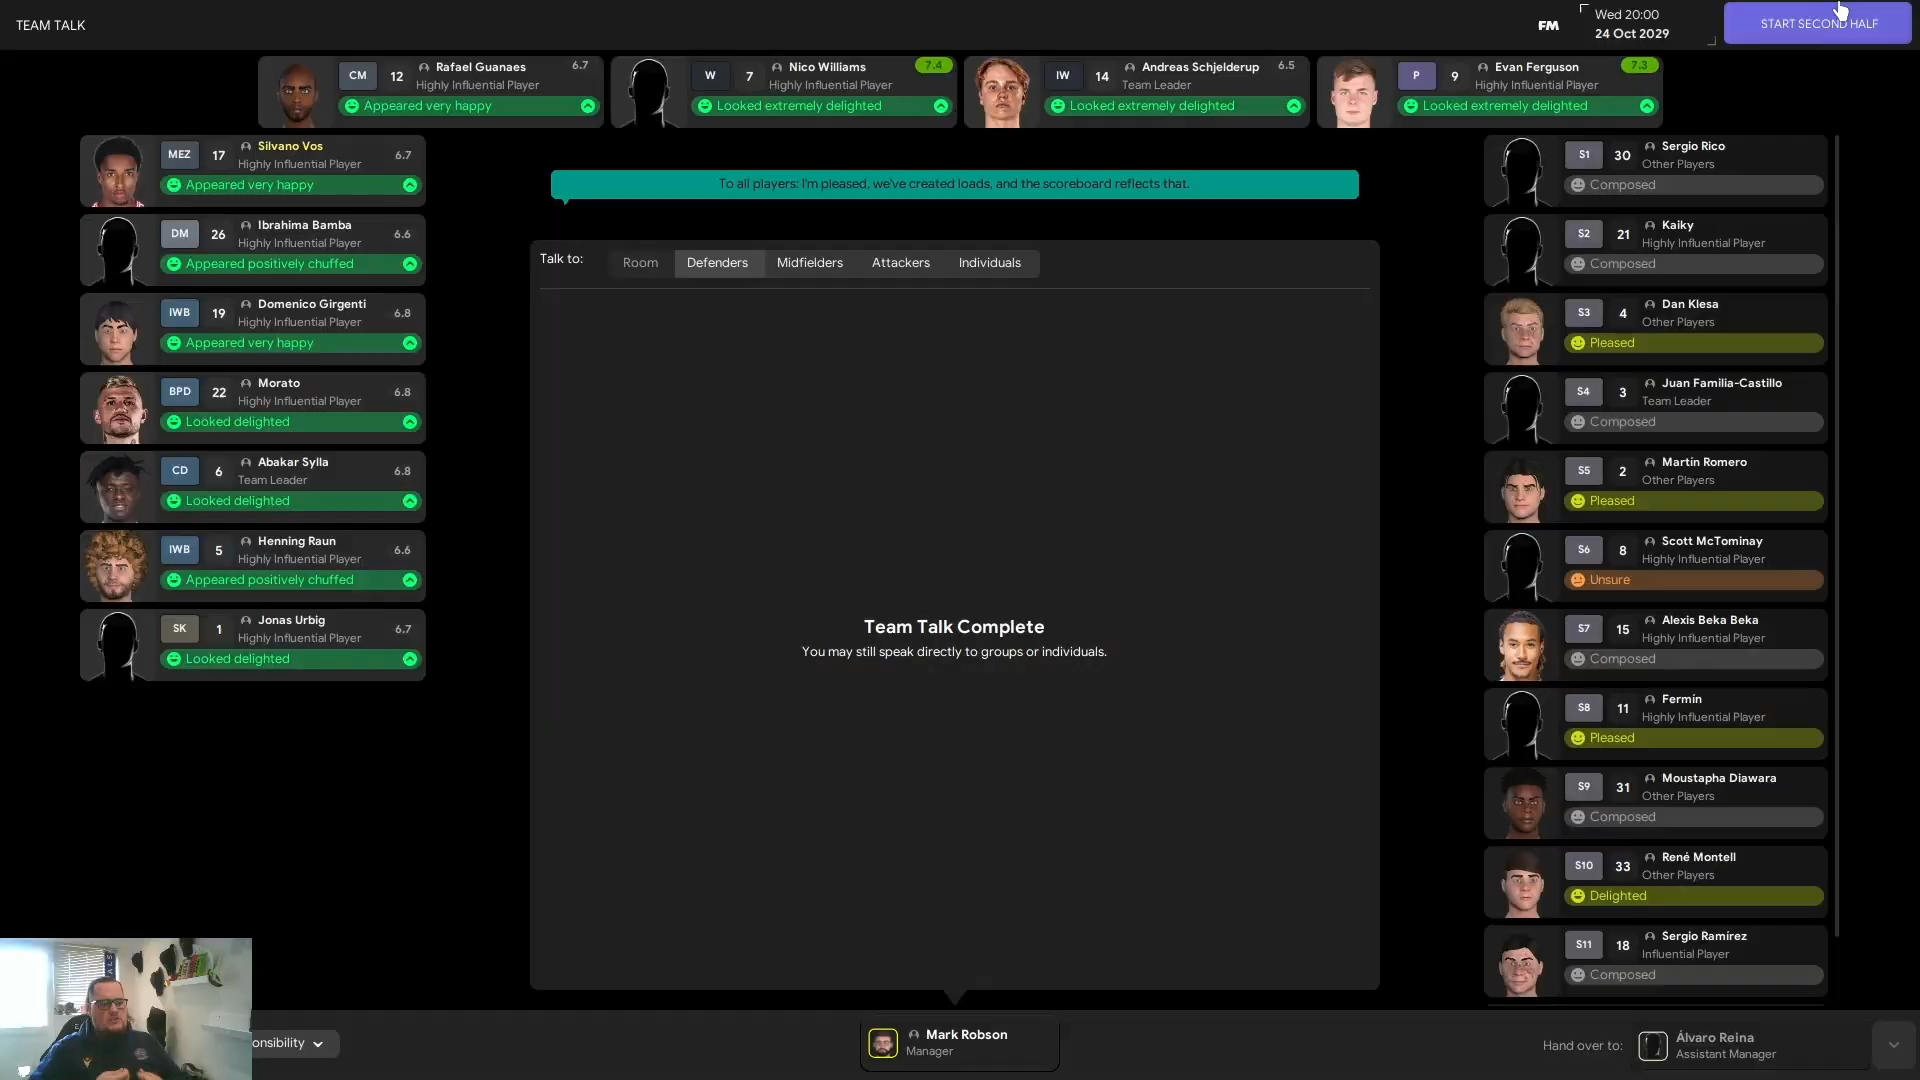 TEAM TALK
FM
Wed 20:00
24 Oct 2029
START SECOND HALF
CM 12 Rafael Guanaes 6.7
Highly Influential Player
Appeared very happy
W 7 Nico Williams 7.4
Highly Influential Player
Looked extremely delighted
IW 14 Andreas Schjelderup 6.5
Team Leader
Looked extremely delighted
P 9 Evan Ferguson 7.3
Highly Influential Player
Looked extremely delighted
MEZ 17 Silvano Vos 6.7
Highly Influential Player
Appeared very happy
DM 26 Ibrahima Bamba 6.6
Highly Influential Player
Appeared positively chuffed
IWB 19 Domenico Girgenti 6.8
Highly Influential Player
Appeared very happy
BPD 22 Morato 6.8
Highly Influential Player
Looked delighted
CD 6 Abakar Sylla 6.8
Team Leader
Looked delighted
IWB 5 Henning Raun 6.6
Highly Influential Player
Appeared positively chuffed
SK 1 Jonas Urbig 6.7
Highly Influential Player
Looked delighted
To all players: I'm pleased, we've created loads, and the scoreboard reflects that.
Talk to: Room Defenders Midfielders Attackers Individuals
Team Talk Complete
You may still speak directly to groups or individuals.
S1 30 Sergio Rico
Other Players
Composed
S2 21 Kaiky
Highly Influential Player
Composed
S3 4 Dan Klesa
Other Players
Pleased
S4 3 Juan Familia-Castillo
Team Leader
Composed
S5 2 Martín Romero
Other Players
Pleased
S6 8 Scott McTominay
Highly Influential Player
Unsure
S7 15 Alexis Beka Beka
Highly Influential Player
Composed
S8 11 Fermín
Highly Influential Player
Pleased
S9 31 Moustapha Diawara
Other Players
Composed
S10 33 René Montell
Other Players
Delighted
S11 18 Sergio Ramírez
Influential Player
Composed
onsibility
Mark Robson
Manager
Hand over to:
Álvaro Reina
Assistant Manager